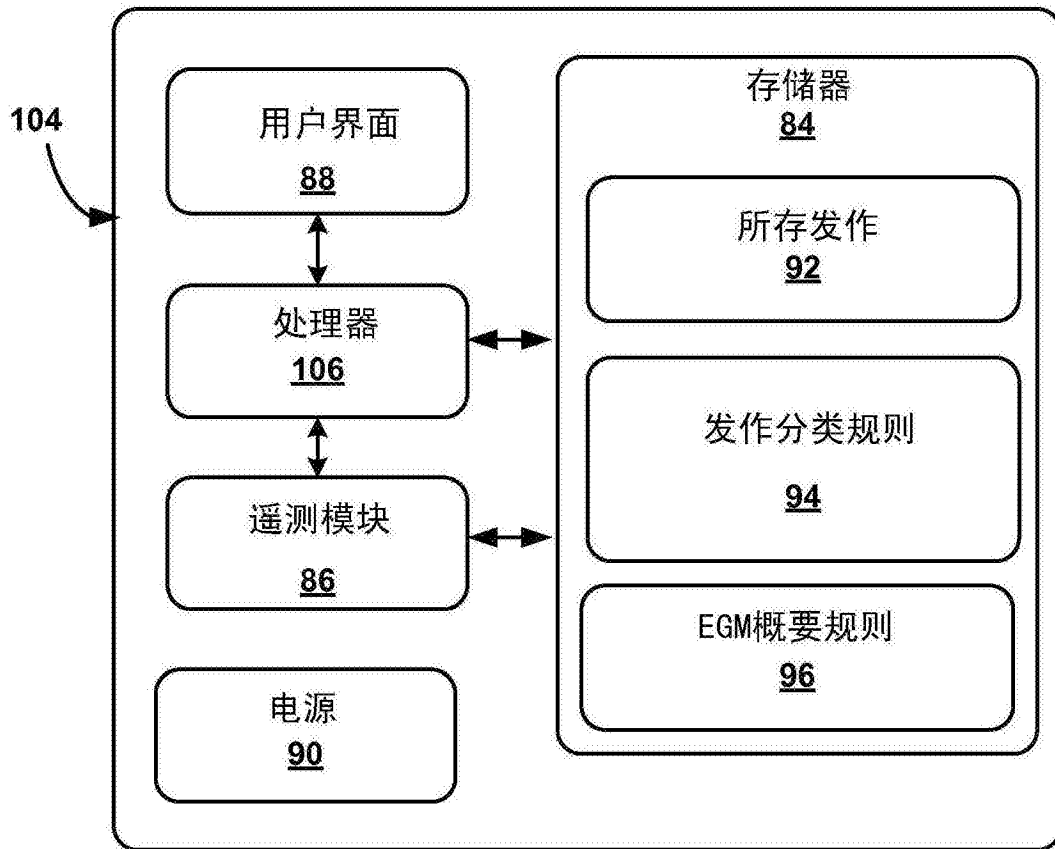 104
用户界面
88
处理器
106
遥测模块
86
电源
90
存储器
84
所存发作
92
发作分类规则
94
EGM概要规则
96